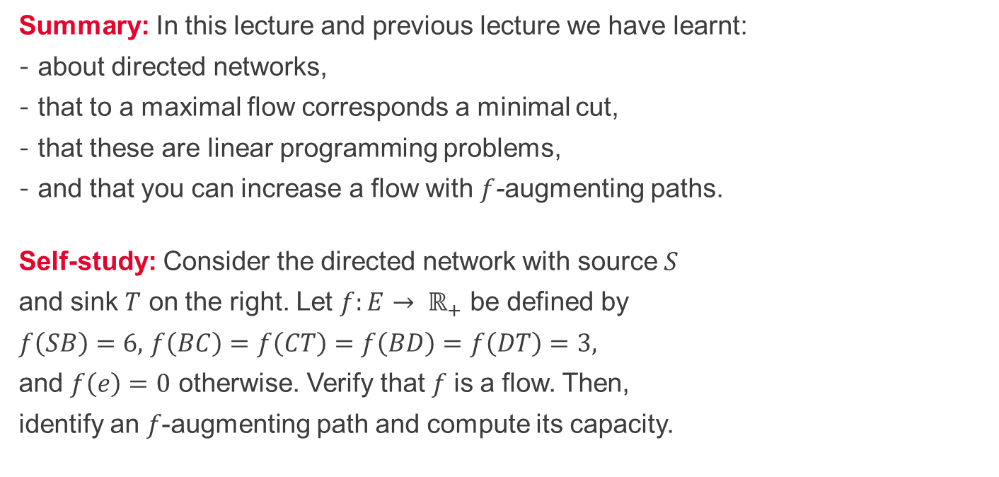 Summary: In this lecture and previous lecture we have learnt:
- about directed networks,
- that to a maximal flow corresponds a minimal cut,
- that these are linear programming problems,
- and that you can increase a flow with 𝑓-augmenting paths.
Self-study: Consider the directed network with source 𝑆
and sink 𝑇 on the right. Let 𝑓: 𝐸 → ℝ₊ be defined by
𝑓(𝑆𝐵) = 6, 𝑓(𝐵𝐶) = 𝑓(𝐶𝑇) = 𝑓(𝐵𝐷) = 𝑓(𝐷𝑇) = 3,
and 𝑓(𝑒) = 0 otherwise. Verify that 𝑓 is a flow. Then,
identify an 𝑓-augmenting path and compute its capacity.